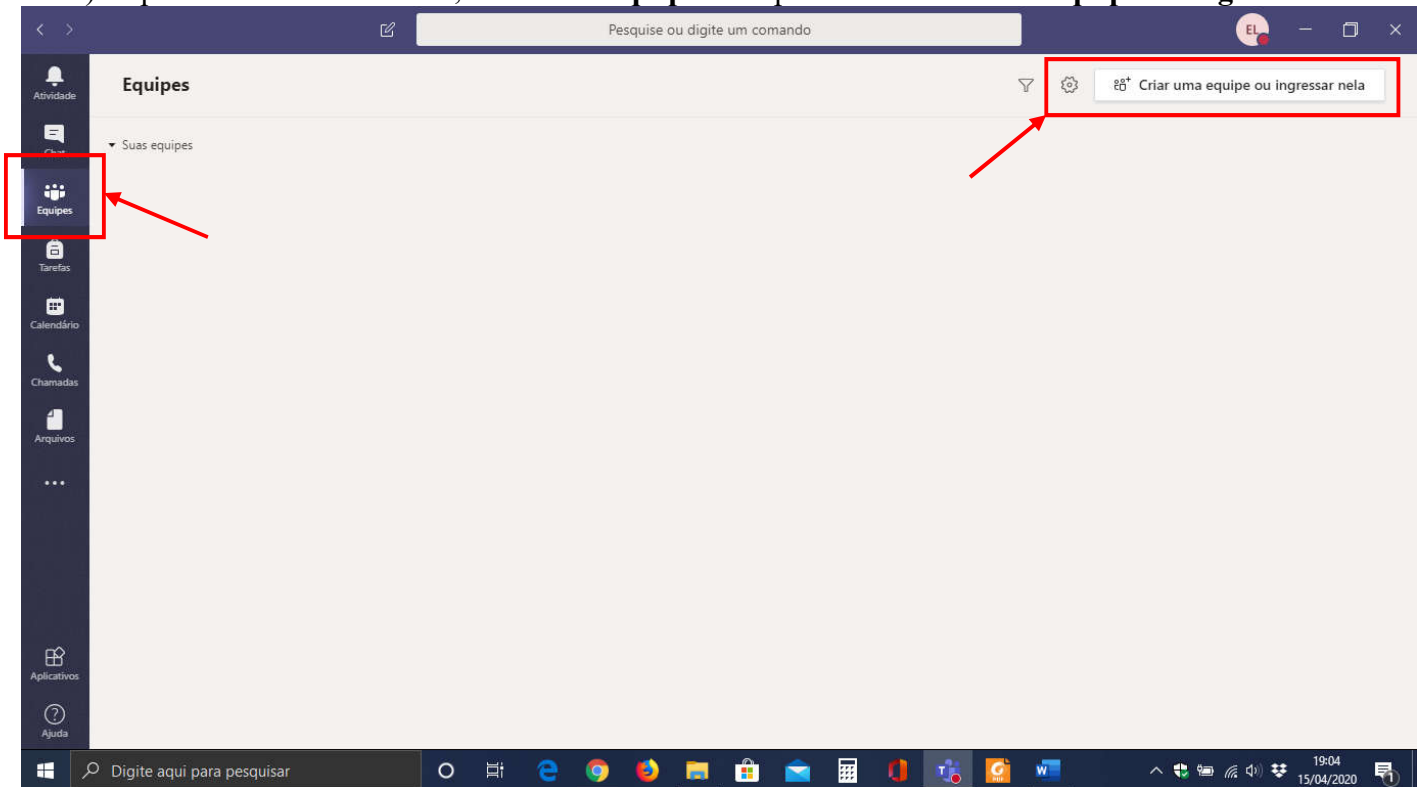 Pesquise ou digite um comando
EL
Atividade
Equipes
Criar uma equipe ou ingressar nela
Chat
Suas equipes
Equipes
Tarefas
Calendário
Chamadas
Arquivos
Aplicativos
Ajuda
Digite aqui para pesquisar
19:04
15/04/2020